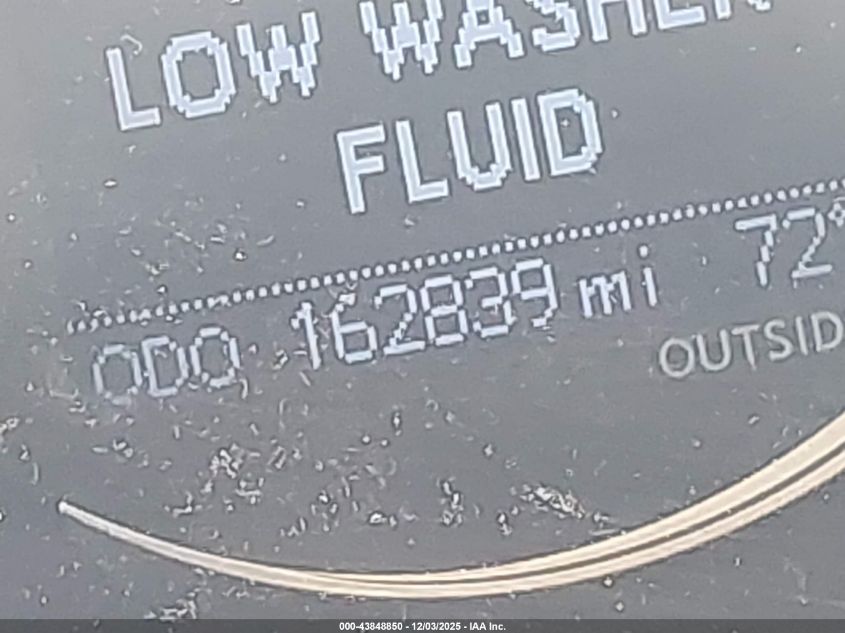 LOW WASHER
FLUID
ODO 162839 mi 72°
OUTSID
000-43848850 - 12/03/2025 - IAA Inc.